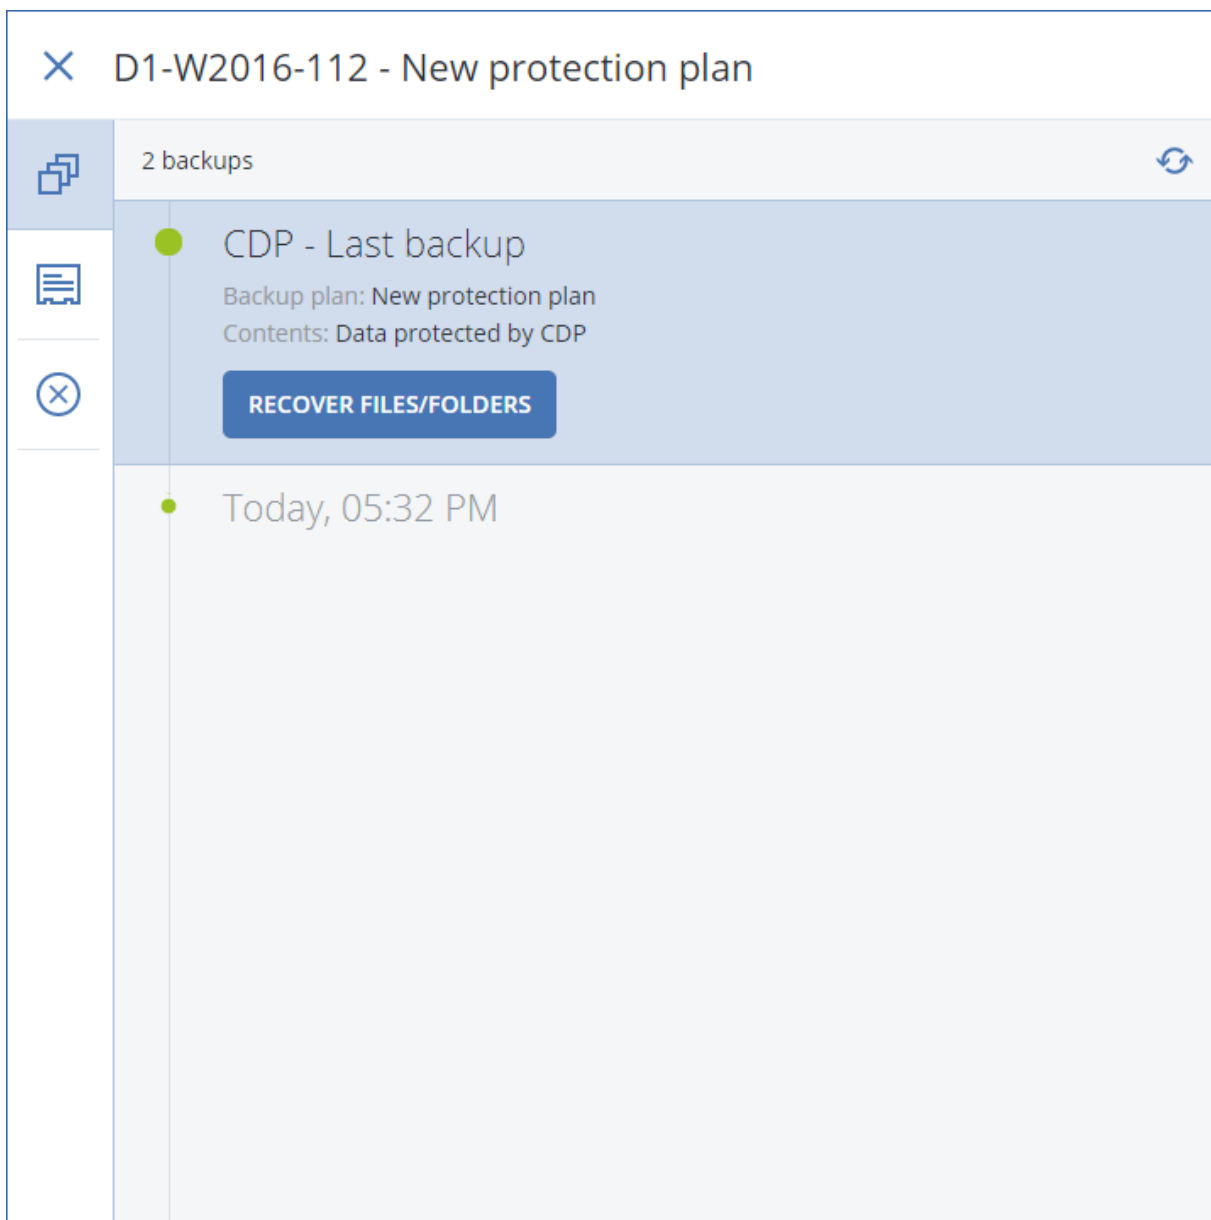 D1-W2016-112 - New protection plan
2 backups
CDP - Last backup
Backup plan: New protection plan
Contents: Data protected by CDP
RECOVER FILES/FOLDERS
Today, 05:32 PM